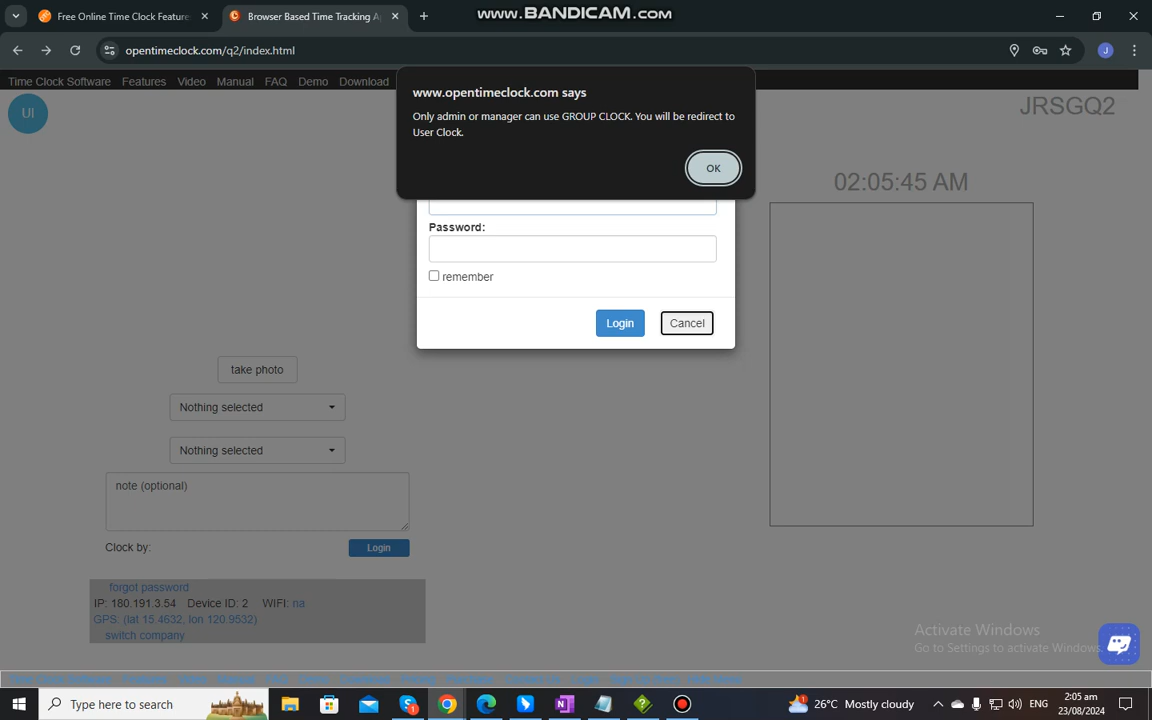 Free Online Time Clock Feature
Browser Based Time Tracking A
www.BANDICAM.com
opentimeclock.com/q2/index.html
J
Time Clock Software Features Video Manual FAQ Demo Download
UI
JRSGQ2
www.opentimeclock.com says
Only admin or manager can use GROUP CLOCK. You will be redirect to
User Clock.
OK
02:05:45 AM
Password:
remember
Login Cancel
take photo
Nothing selected
Nothing selected
note (optional)
Clock by: Login
forgot password
IP: 180.191.3.54 Device ID: 2 WIFI: na
GPS: (lat 15.4632, lon 120.9532)
switch company
Activate Windows
Go to Settings to activate Windows.
Type here to search
26°C Mostly cloudy
ENG
2:05 am
23/08/2024